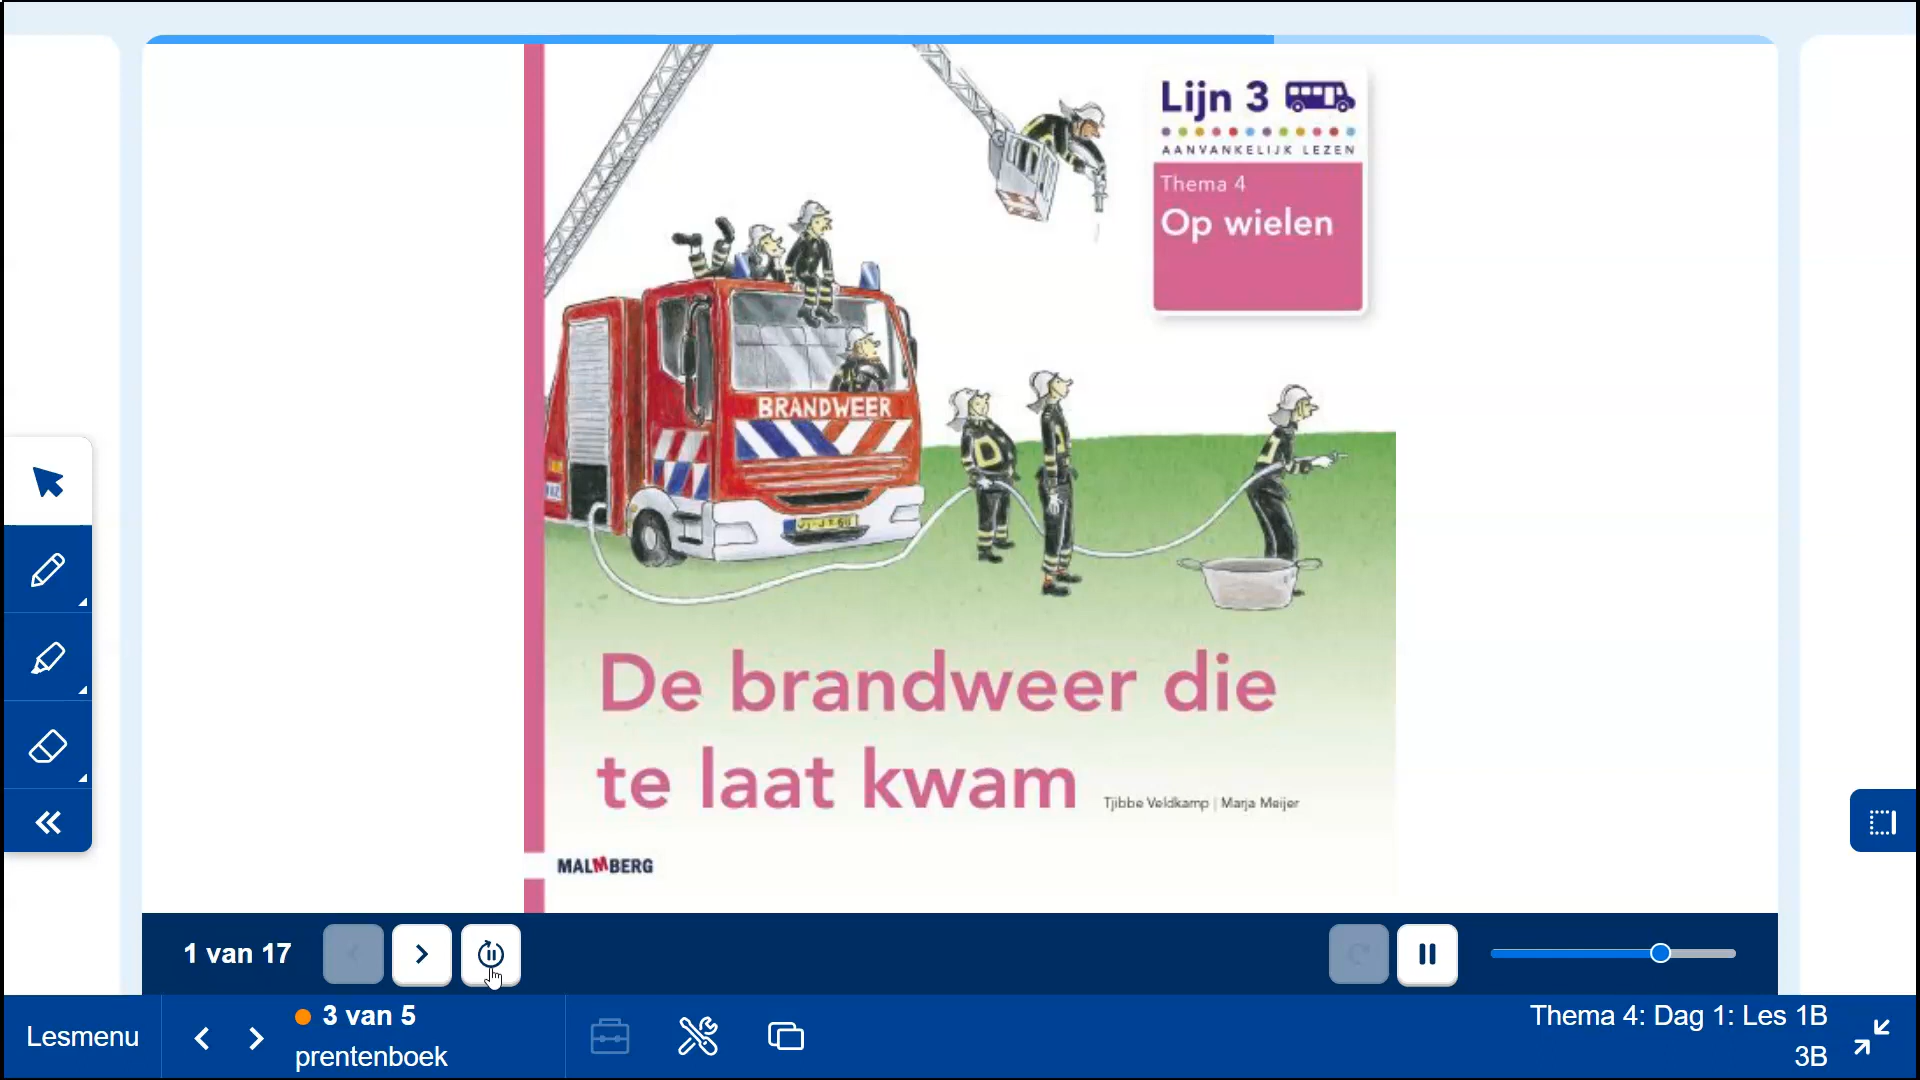 Lijn 3
AANVANKELIJK LEZEN
Thema 4
Op wielen
BRANDWEER
De brandweer die
te laat kwam
Tjibbe Veldkamp | Marja Meijer
MALMBERG
1 van 17
Lesmenu
3 van 5
prentenboek
Thema 4: Dag 1: Les 1B
3B